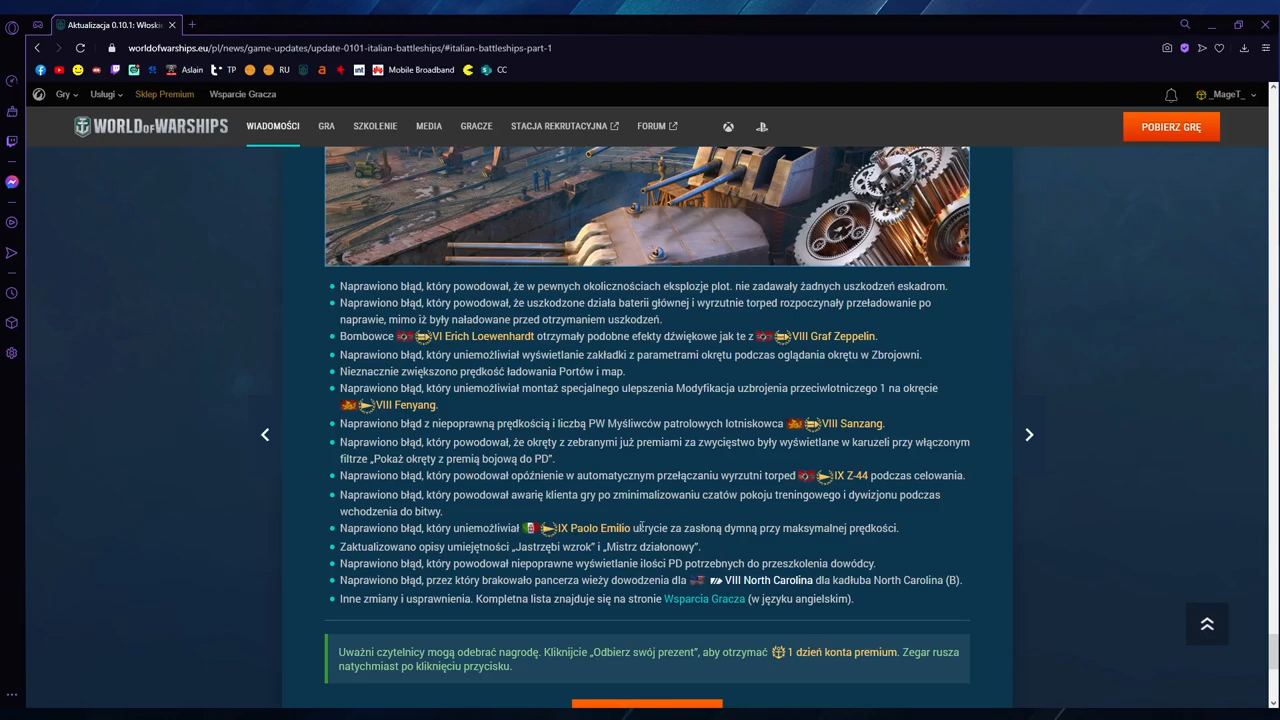 Aktualizacja 0.10.1: Włoskie
worldofwarships.eu/pl/news/game-updates/update-0101-italian-battleships/#italian-battleships-part-1
Aslain TP RU a int Mobile Broadband CC
Gry Usługi Sklep Premium Wsparcie Gracza _MageT_
WORLD OF WARSHIPS WIADOMOŚCI GRA SZKOLENIE MEDIA GRACZE STACJA REKRUTACYJNA FORUM POBIERZ GRĘ
Naprawiono błąd, który powodował, że w pewnych okolicznościach eksplozje plot. nie zadawały żadnych uszkodzeń eskadrom.
Naprawiono błąd, który powodował, że uszkodzone działa baterii głównej i wyrzutnie torped rozpoczynały przeładowanie po
naprawie, mimo iż były naładowane przed otrzymaniem uszkodzeń.
Bombowce VI Erich Loewenhardt otrzymały podobne efekty dźwiękowe jak te z VIII Graf Zeppelin.
Naprawiono błąd, który uniemożliwiał wyświetlanie zakładki z parametrami okrętu podczas oglądania okrętu w Zbrojowni.
Nieznacznie zwiększono prędkość ładowania Portów i map.
Naprawiono błąd, który uniemożliwiał montaż specjalnego ulepszenia Modyfikacja uzbrojenia przeciwlotniczego 1 na okręcie
VIII Fenyang.
Naprawiono błąd z niepoprawną prędkością i liczbą PW Myśliwców patrolowych lotniskowca VIII Sanzang.
Naprawiono błąd, który powodował, że okręty z zebranymi już premiami za zwycięstwo były wyświetlane w karuzeli przy włączonym
filtrze „Pokaż okręty z premią bojową do PD”.
Naprawiono błąd, który powodował opóźnienie w automatycznym przełączaniu wyrzutni torped IX Z-44 podczas celowania.
Naprawiono błąd, który powodował awarię klienta gry po zminimalizowaniu czatów pokoju treningowego i dywizjonu podczas
wchodzenia do bitwy.
Naprawiono błąd, który uniemożliwiał IX Paolo Emilio ukrycie za zasłoną dymną przy maksymalnej prędkości.
Zaktualizowano opisy umiejętności „Jastrzębi wzrok” i „Mistrz działonowy”.
Naprawiono błąd, który powodował niepoprawne wyświetlanie ilości PD potrzebnych do przeszkolenia dowódcy.
Naprawiono błąd, przez który brakowało pancerza wieży dowodzenia dla VIII North Carolina dla kadłuba North Carolina (B).
Inne zmiany i usprawnienia. Kompletna lista znajduje się na stronie Wsparcia Gracza (w języku angielskim).
Uważni czytelnicy mogą odebrać nagrodę. Kliknijcie „Odbierz swój prezent”, aby otrzymać 1 dzień konta premium. Zegar rusza
natychmiast po kliknięciu przycisku.